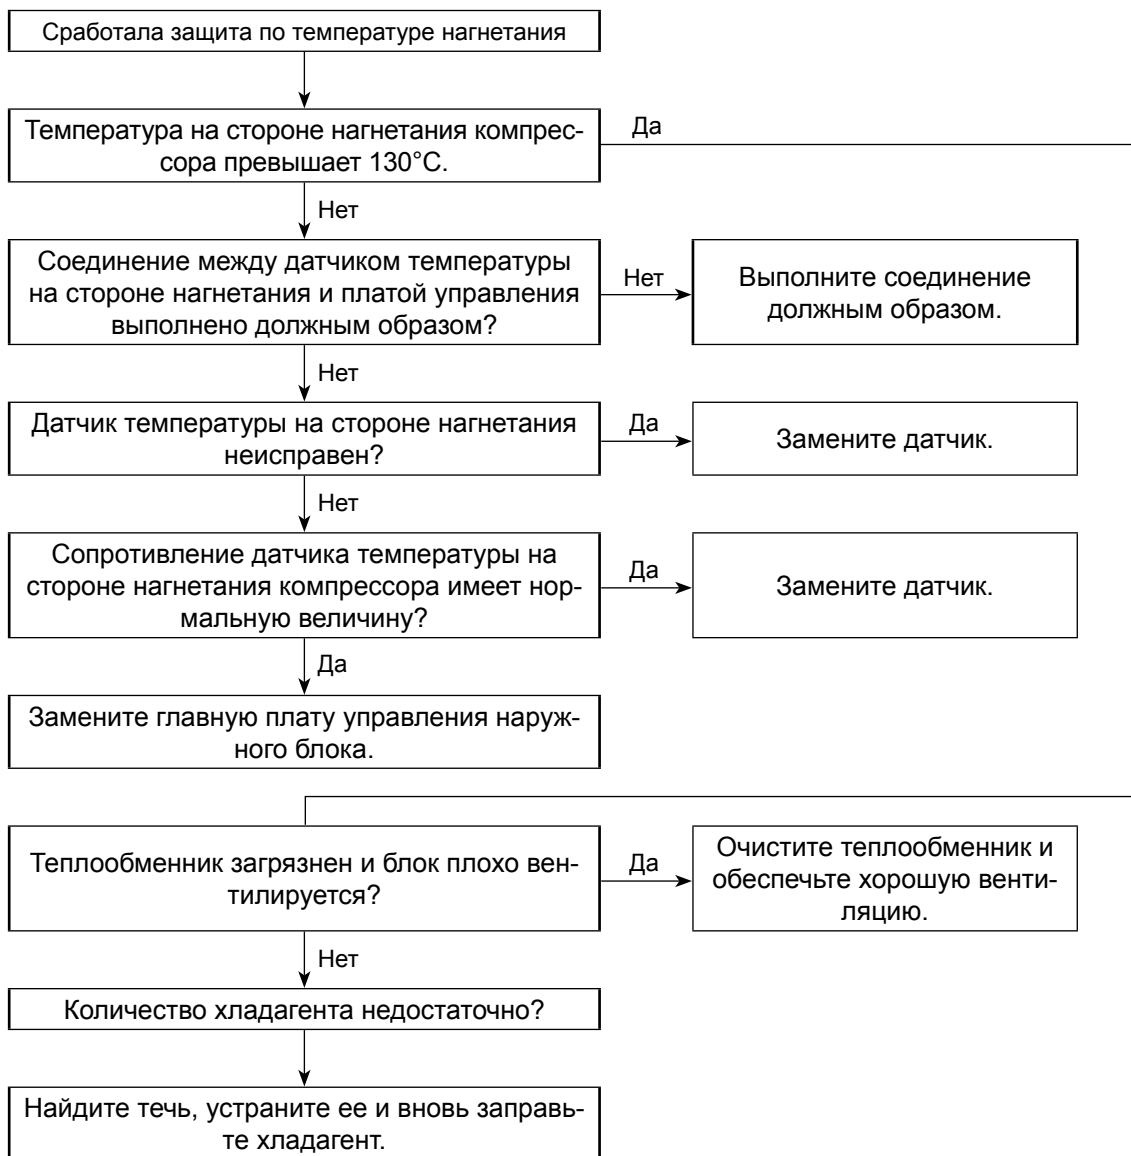 Сработала защита по температуре нагнетания
Температура на стороне нагнетания компрес-
сора превышает 130°C.
Да
Нет
Соединение между датчиком температуры
на стороне нагнетания и платой управления
выполнено должным образом?
Нет
Выполните соединение
должным образом.
Нет
Датчик температуры на стороне нагнетания
неисправен?
Да
Замените датчик.
Нет
Сопротивление датчика температуры на
стороне нагнетания компрессора имеет нор-
мальную величину?
Да
Замените датчик.
Да
Замените главную плату управления наруж-
ного блока.
Теплообменник загрязнен и блок плохо вен-
тилируется?
Да
Очистите теплообменник и
обеспечьте хорошую венти-
ляцию.
Нет
Количество хладагента недостаточно?
Найдите течь, устраните ее и вновь заправь-
те хладагент.